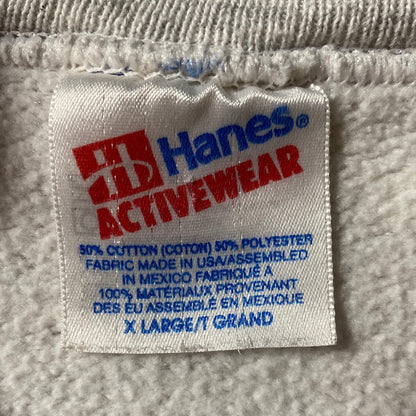 Hanes®
ACTIVEWEAR
50% COTTON (COTON) 50% POLYESTER
FABRIC MADE IN USA/ASSEMBLED
IN MEXICO FABRIQUÉ À
100% MATÉRIAUX PROVENANT
DES EU ASSEMBLÉ EN MEXIQUE
X LARGE/T GRAND